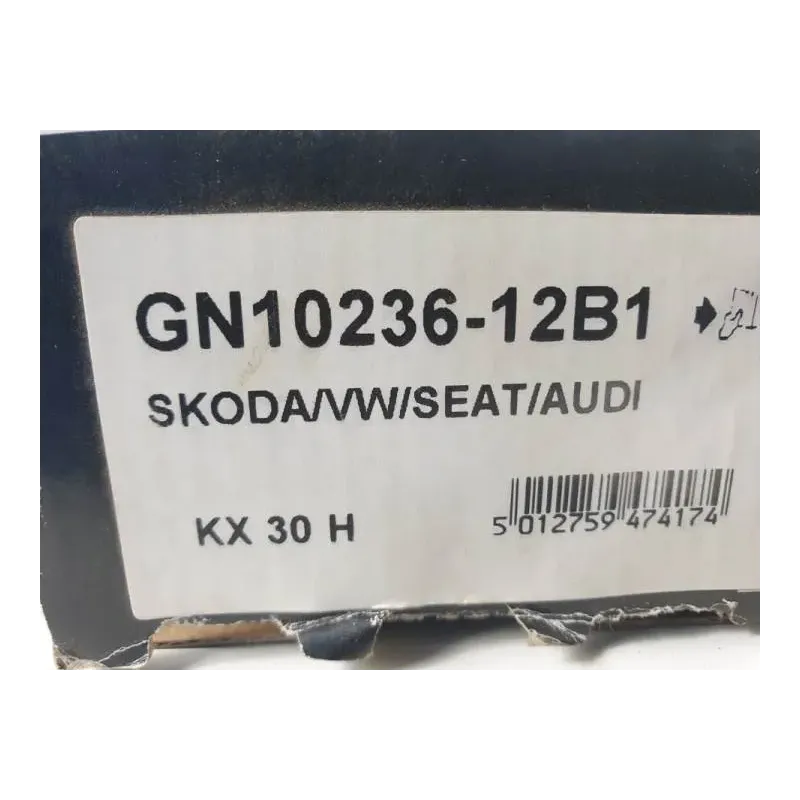 GN10236-12B1
SKODA/VW/SEAT/AUDI
KX 30 H
5 012759 474174